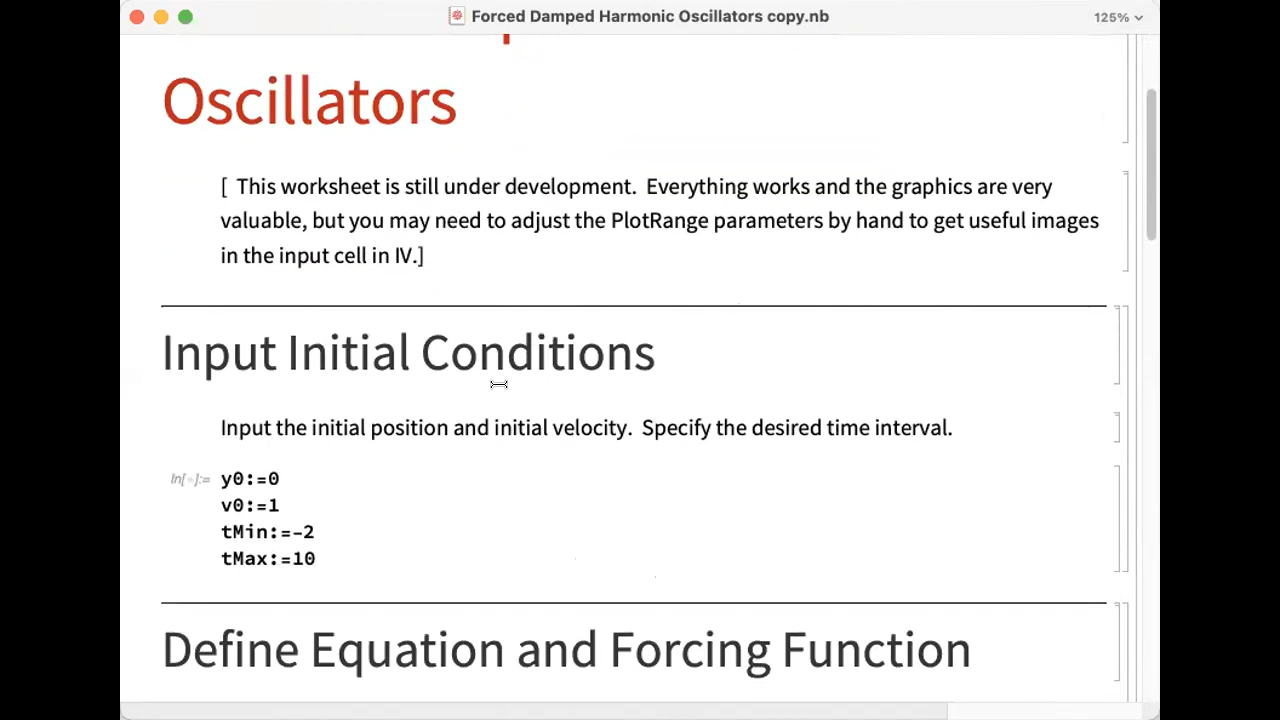 Forced Damped Harmonic Oscillators copy.nb
125%
Oscillators
[ This worksheet is still under development. Everything works and the graphics are very
valuable, but you may need to adjust the PlotRange parameters by hand to get useful images
in the input cell in IV.]
Input Initial Conditions
Input the initial position and initial velocity. Specify the desired time interval.
In[ ]:= y0:=0
v0:=1
tMin:=-2
tMax:=10
Define Equation and Forcing Function